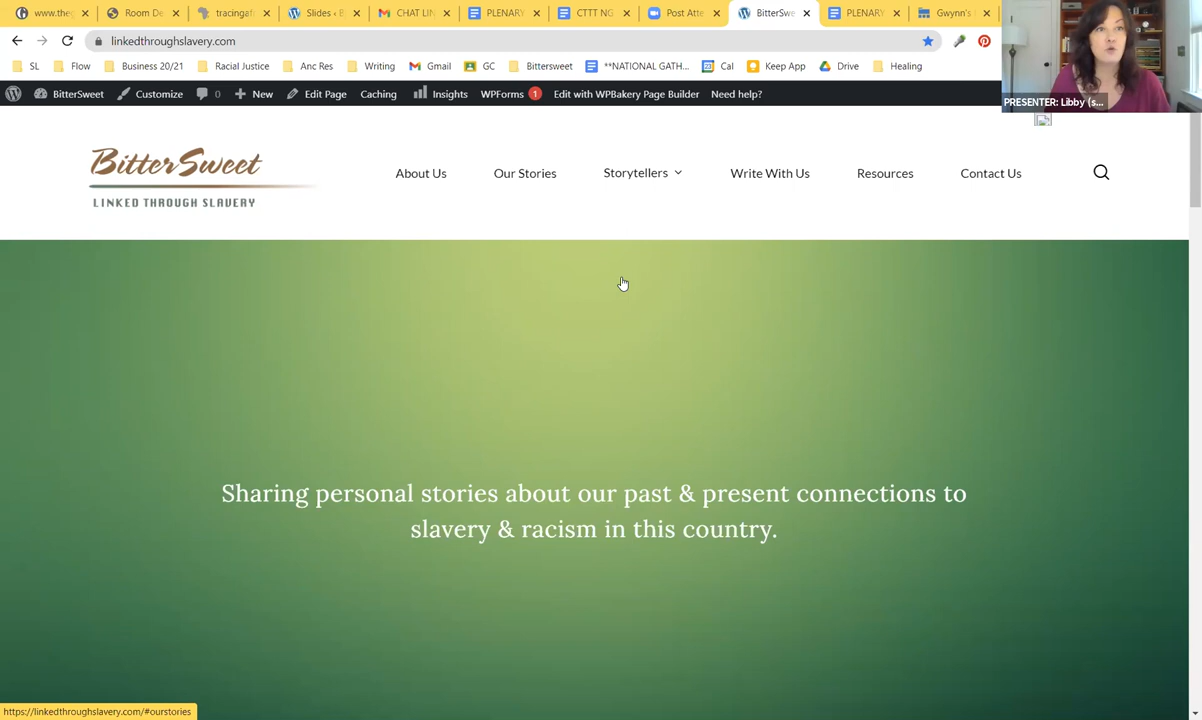 www.theg
Room De
tracingaf
Slides ‹ B
CHAT LIN
PLENARY
CTTT NG
Post Atte
BitterSwe
PLENARY
Gwynn's
linkedthroughslavery.com
SL
Flow
Business 20/21
Racial Justice
Anc Res
Writing
Gmail
GC
Bittersweet
**NATIONAL GATH...
Cal
Keep App
Drive
Healing
BitterSweet
Customize
0
New
Edit Page
Caching
Insights
WPForms 1
Edit with WPBakery Page Builder
Need help?
PRESENTER: Libby (s...
BitterSweet
LINKED THROUGH SLAVERY
About Us
Our Stories
Storytellers
Write With Us
Resources
Contact Us
Sharing personal stories about our past & present connections to
slavery & racism in this country.
https://linkedthroughslavery.com/#ourstories